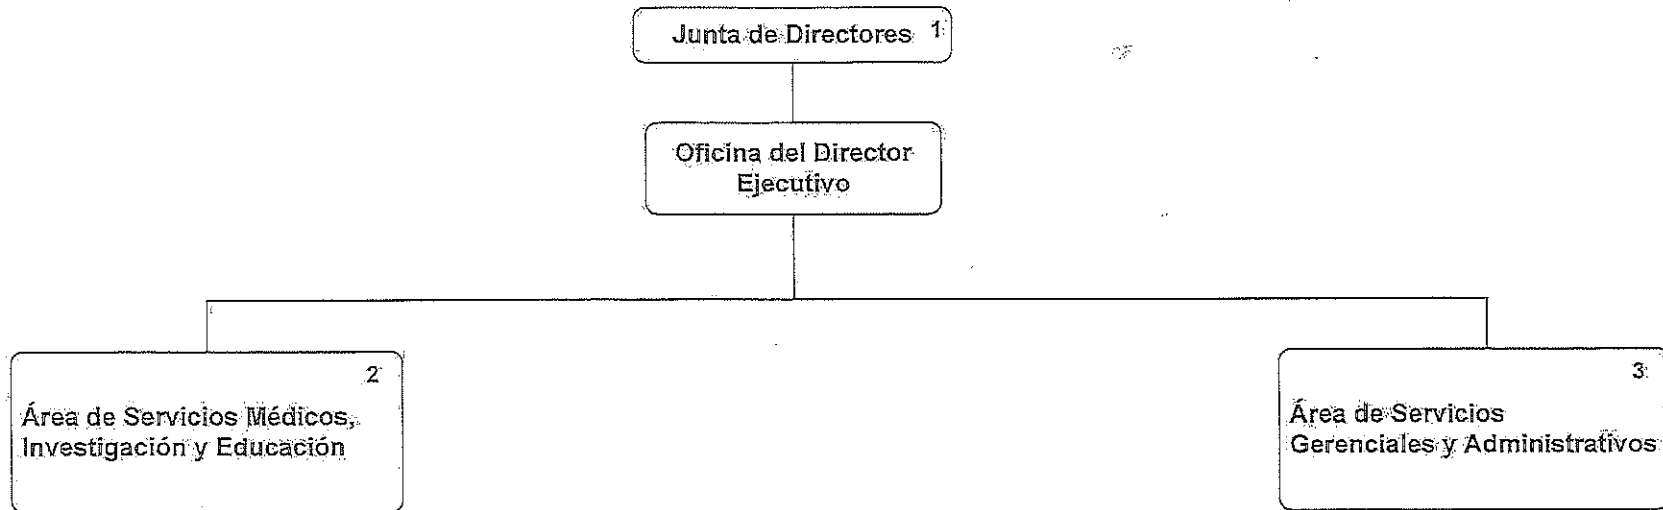 Junta de Directores 1
Oficina del Director
Ejecutivo
2
Área de Servicios Médicos,
Investigación y Educación
3
Área de Servicios
Gerenciales y Administrativos